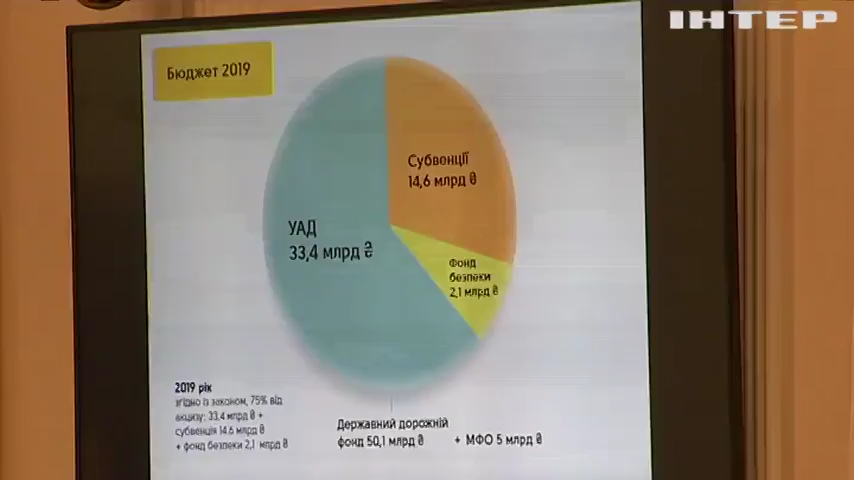 ІНТЕР
Бюджет 2019
Субвенції
14,6 млрд ₴
УАД
33,4 млрд ₴
Фонд
безпеки
2,1 млрд ₴
2019 рік
згідно із законом, 75% від
акцизу: 33,4 млрд ₴ +
субвенція 14,6 млрд ₴
+ фонд безпеки 2,1 млрд ₴
Державний дорожній
фонд 50,1 млрд ₴
+ МФО 5 млрд ₴